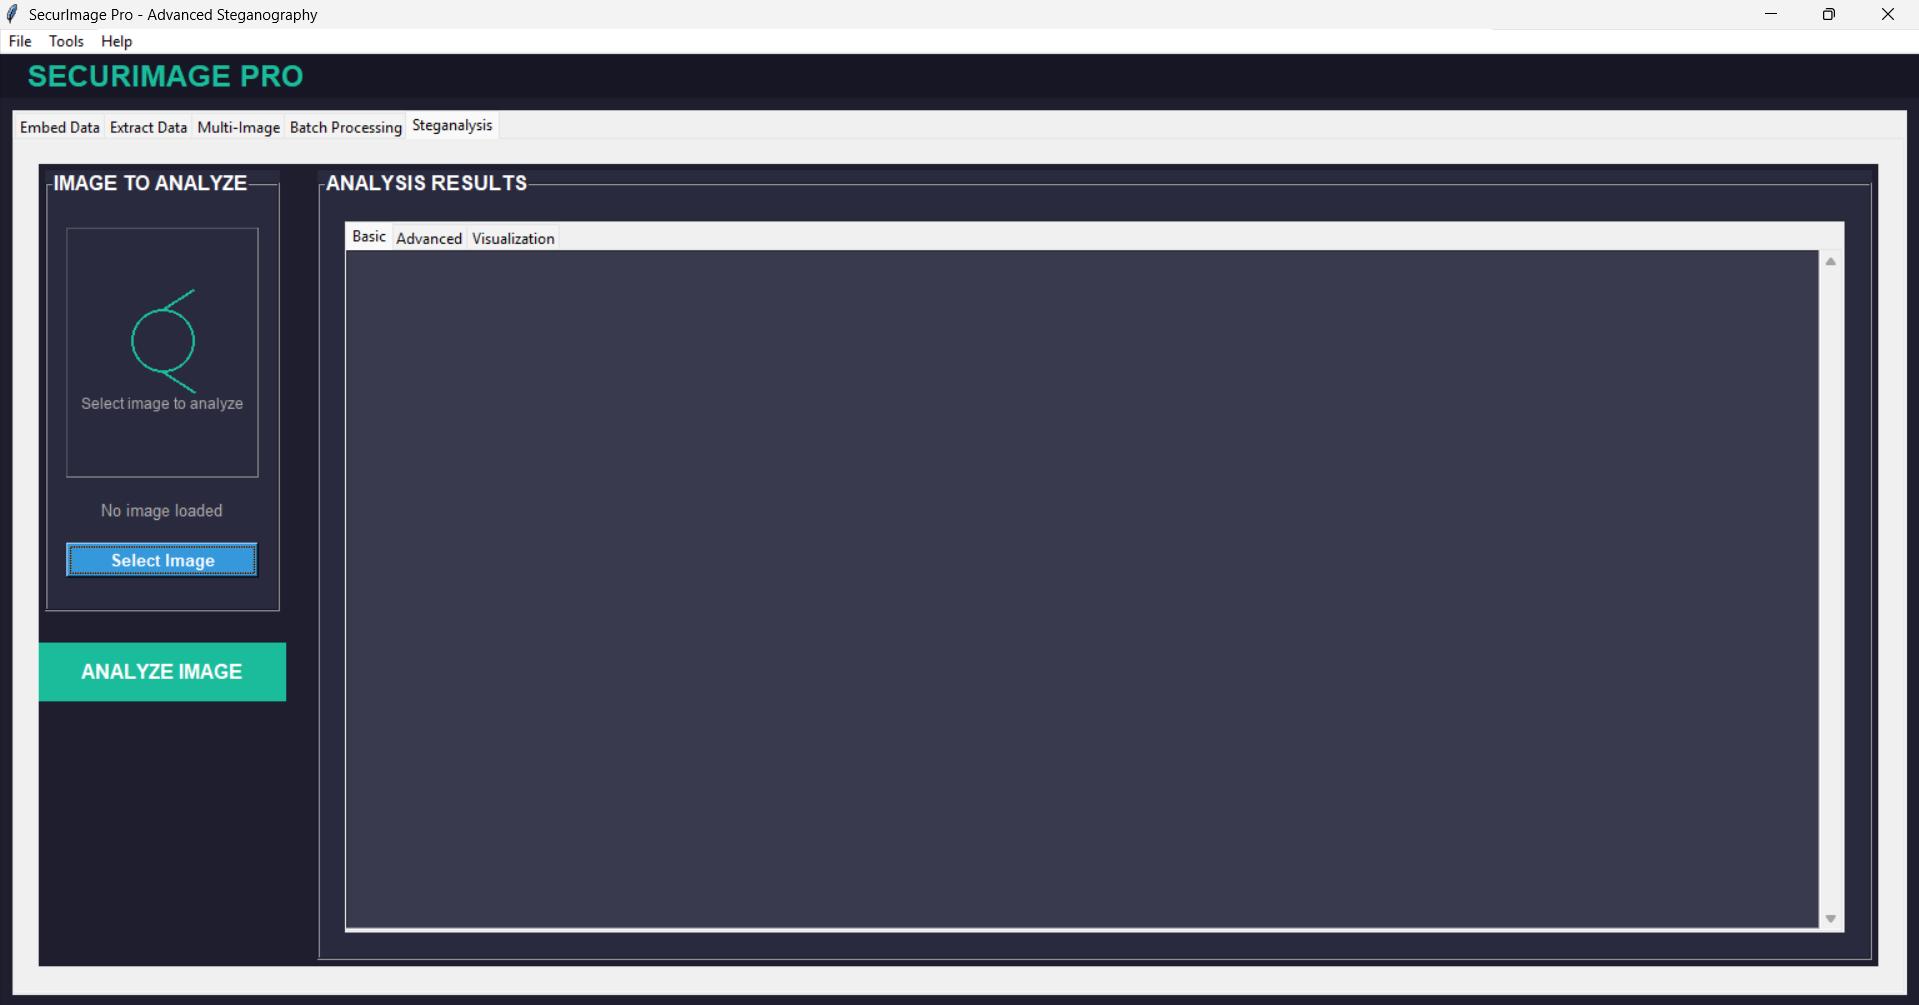 SecurImage Pro - Advanced Steganography
File Tools Help
SECURIMAGE PRO
Embed Data Extract Data Multi-Image Batch Processing Steganalysis
IMAGE TO ANALYZE
Select image to analyze
No image loaded
Select Image
ANALYZE IMAGE
ANALYSIS RESULTS
Basic Advanced Visualization